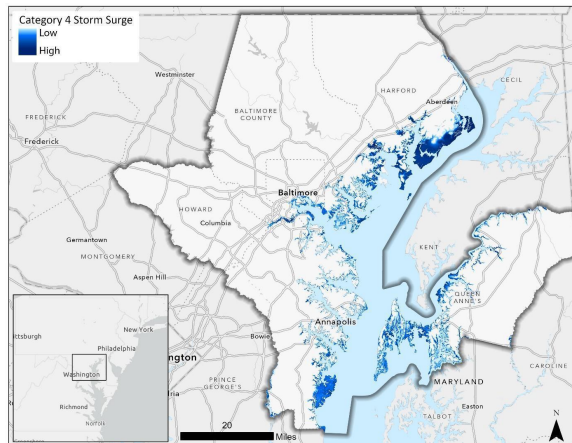 Category 4 Storm Surge
Low
High
Westminster
CECIL
HARFORD
Aberdeen
FREDERICK
BALTIMORE
COUNTY
Frederick
Baltimore
HOWARD
Columbia
KENT
Germantown
MONTGOMERY
Aspen Hill
QUEEN
ANNE'S
Annapolis
Bowie
ington
PRINCE
GEORGE'S
ria
CAROLINE
MARYLAND
Easton
TALBOT
New York
ittsburgh
Philadelphia
Washington
Richmond
Norfolk
20
Miles
N